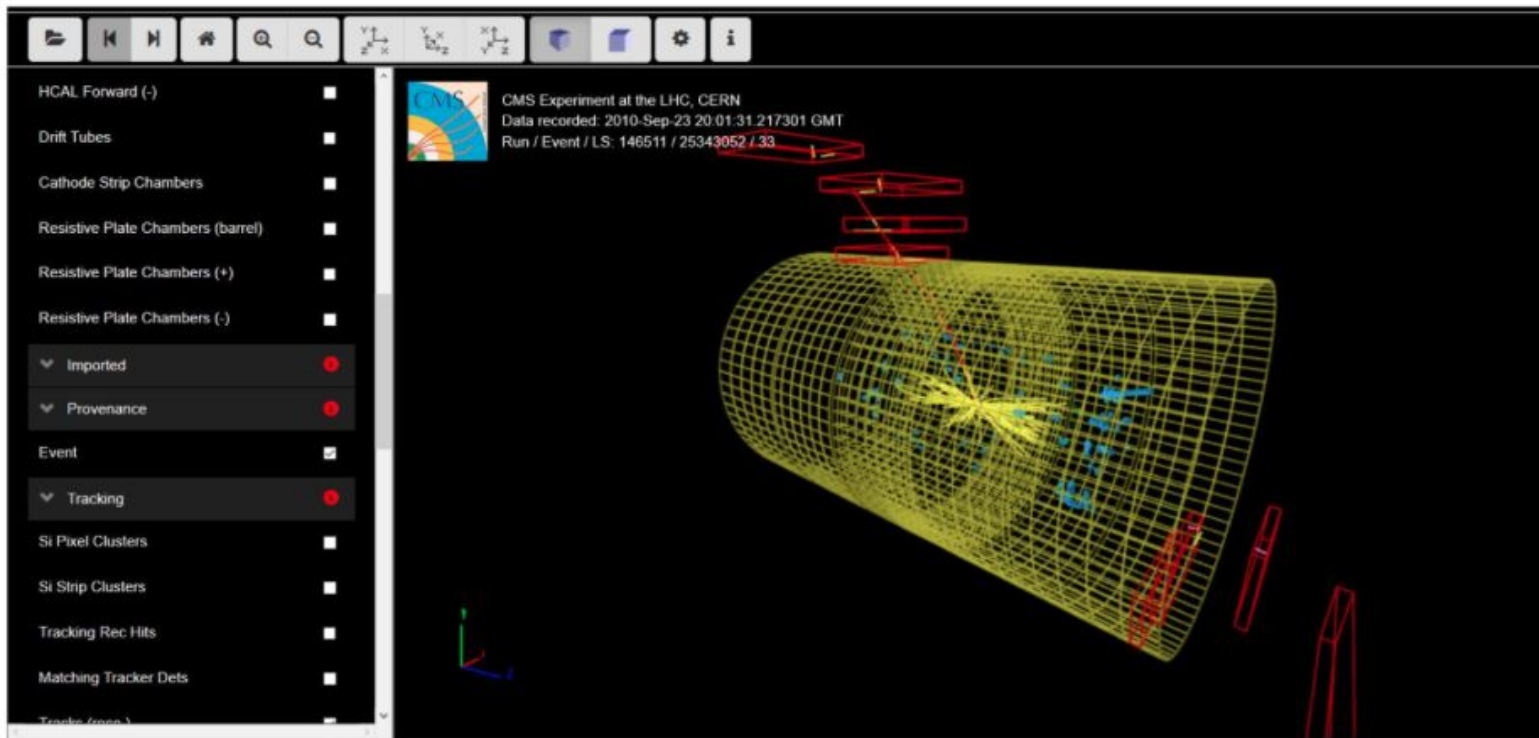 HCAL Forward (-)
Drift Tubes
Cathode Strip Chambers
Resistive Plate Chambers (barrel)
Resistive Plate Chambers (+)
Resistive Plate Chambers (-)
Imported
Provenance
Event
Tracking
Si Pixel Clusters
Si Strip Clusters
Tracking Rec Hits
Matching Tracker Dets
Tracks (reco.)
CMS
CMS Experiment at the LHC, CERN
Data recorded: 2010-Sep-23 20:01:31.217301 GMT
Run / Event / LS: 146511 / 25343052 / 33